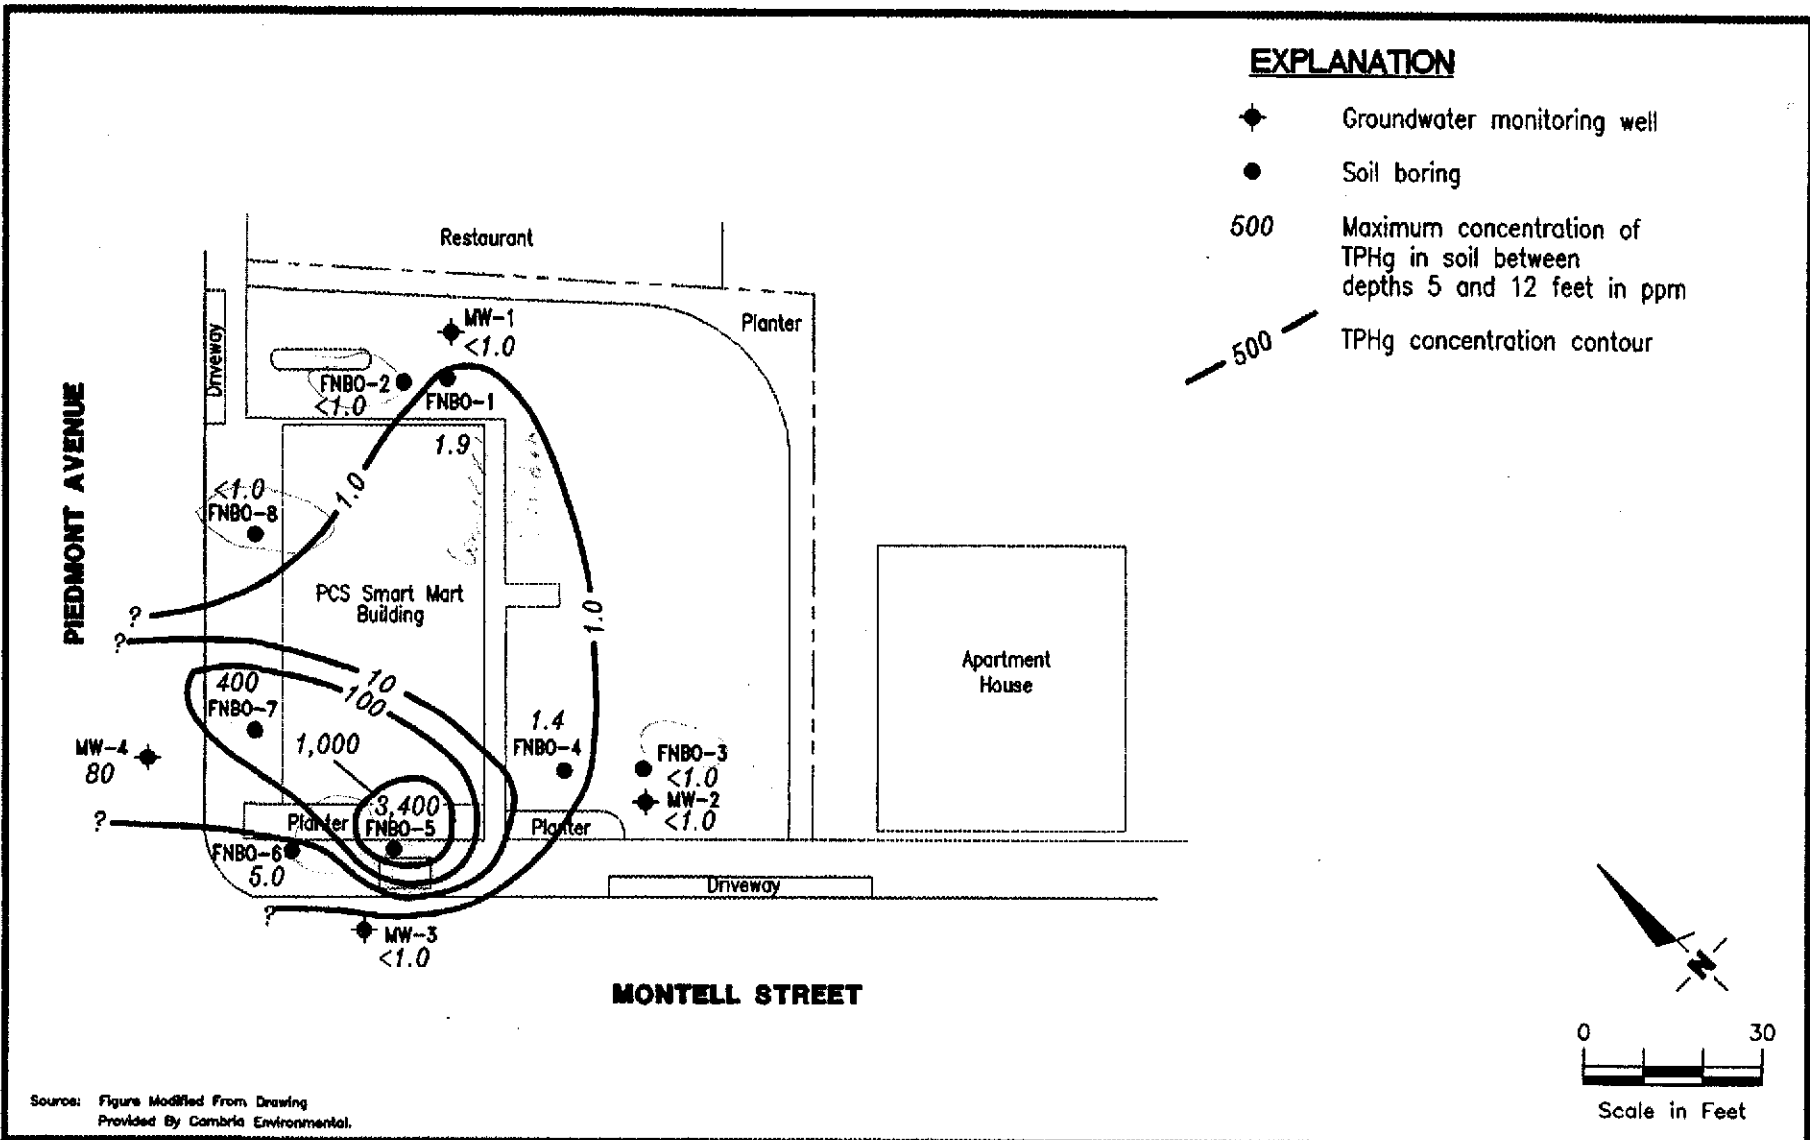 EXPLANATION
Groundwater monitoring well
Soil boring
500 Maximum concentration of
TPHg in soil between
depths 5 and 12 feet in ppm
500 TPHg concentration contour
Restaurant
Planter
Driveway
MW-1
<1.0
FNBO-2
<1.0
FNBO-1
1.9
PIEDMONT AVENUE
<1.0
FNBO-8
1.0
PCS Smart Mart
Building
1.0
?
?
10
100
400
FNBO-7
1,000
MW-4
80
1.4
FNBO-4
FNBO-3
<1.0
MW-2
<1.0
Apartment
House
3,400
FNBO-5
Planter
Planter
?
FNBO-6
5.0
Driveway
?
MW-3
<1.0
MONTELL STREET
N
0 30
Scale in Feet
Source: Figure Modified From Drawing
Provided By Cambria Environmental.